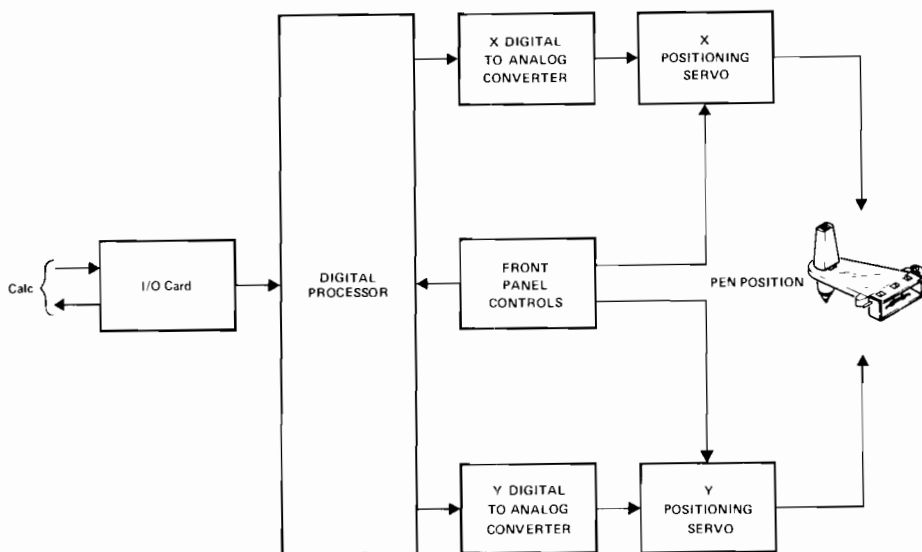 X DIGITAL
TO ANALOG
CONVERTER
X
POSITIONING
SERVO
Calc
I/O Card
DIGITAL
PROCESSOR
FRONT
PANEL
CONTROLS
PEN POSITION
Y DIGITAL
TO ANALOG
CONVERTER
Y
POSITIONING
SERVO